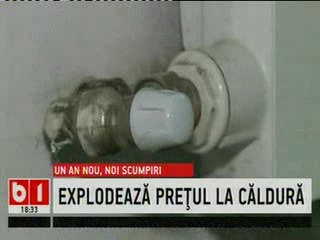 UN AN NOU, NOI SCUMPIRI
B1
EXPLODEAZĂ PREŢUL LA CĂLDURĂ
18:33